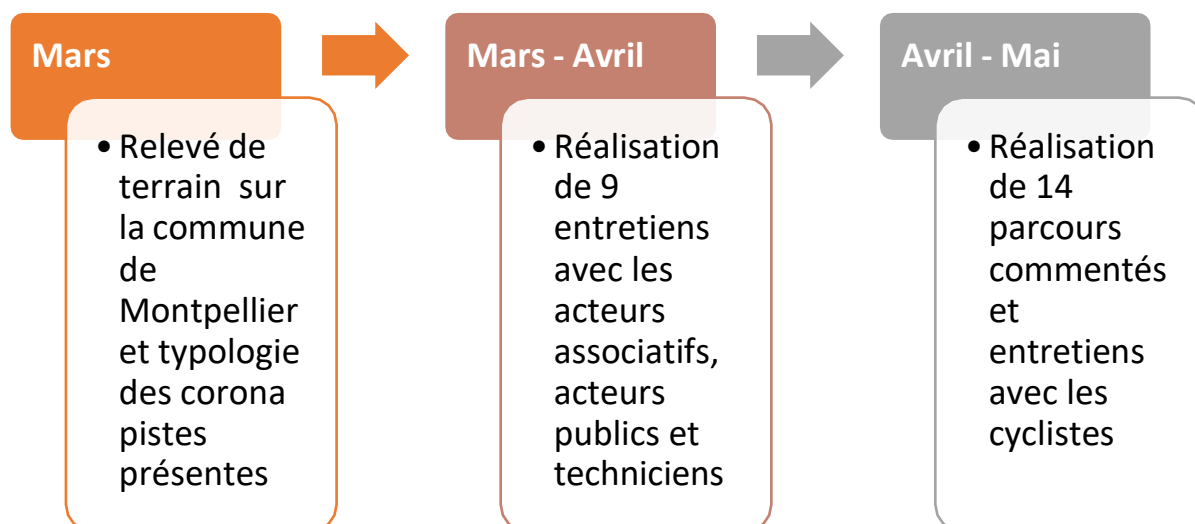 Mars
• Relevé de
terrain sur
la commune
de
Montpellier
et typologie
des corona
pistes
présentes
Mars - Avril
• Réalisation
de 9
entretiens
avec les
acteurs
associatifs,
acteurs
publics et
techniciens
Avril - Mai
• Réalisation
de 14
parcours
commentés
et
entretiens
avec les
cyclistes